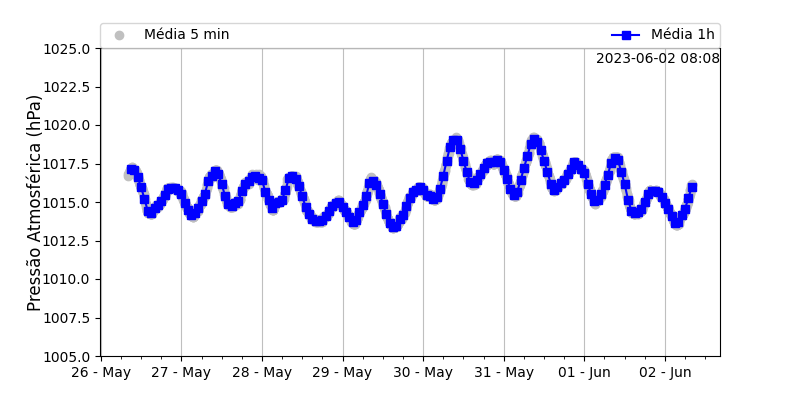 Média 5 min
Média 1h
2023-06-02 08:08
Pressão Atmosférica (hPa)
1025.0
1022.5
1020.0
1017.5
1015.0
1012.5
1010.0
1007.5
1005.0
26 - May
27 - May
28 - May
29 - May
30 - May
31 - May
01 - Jun
02 - Jun